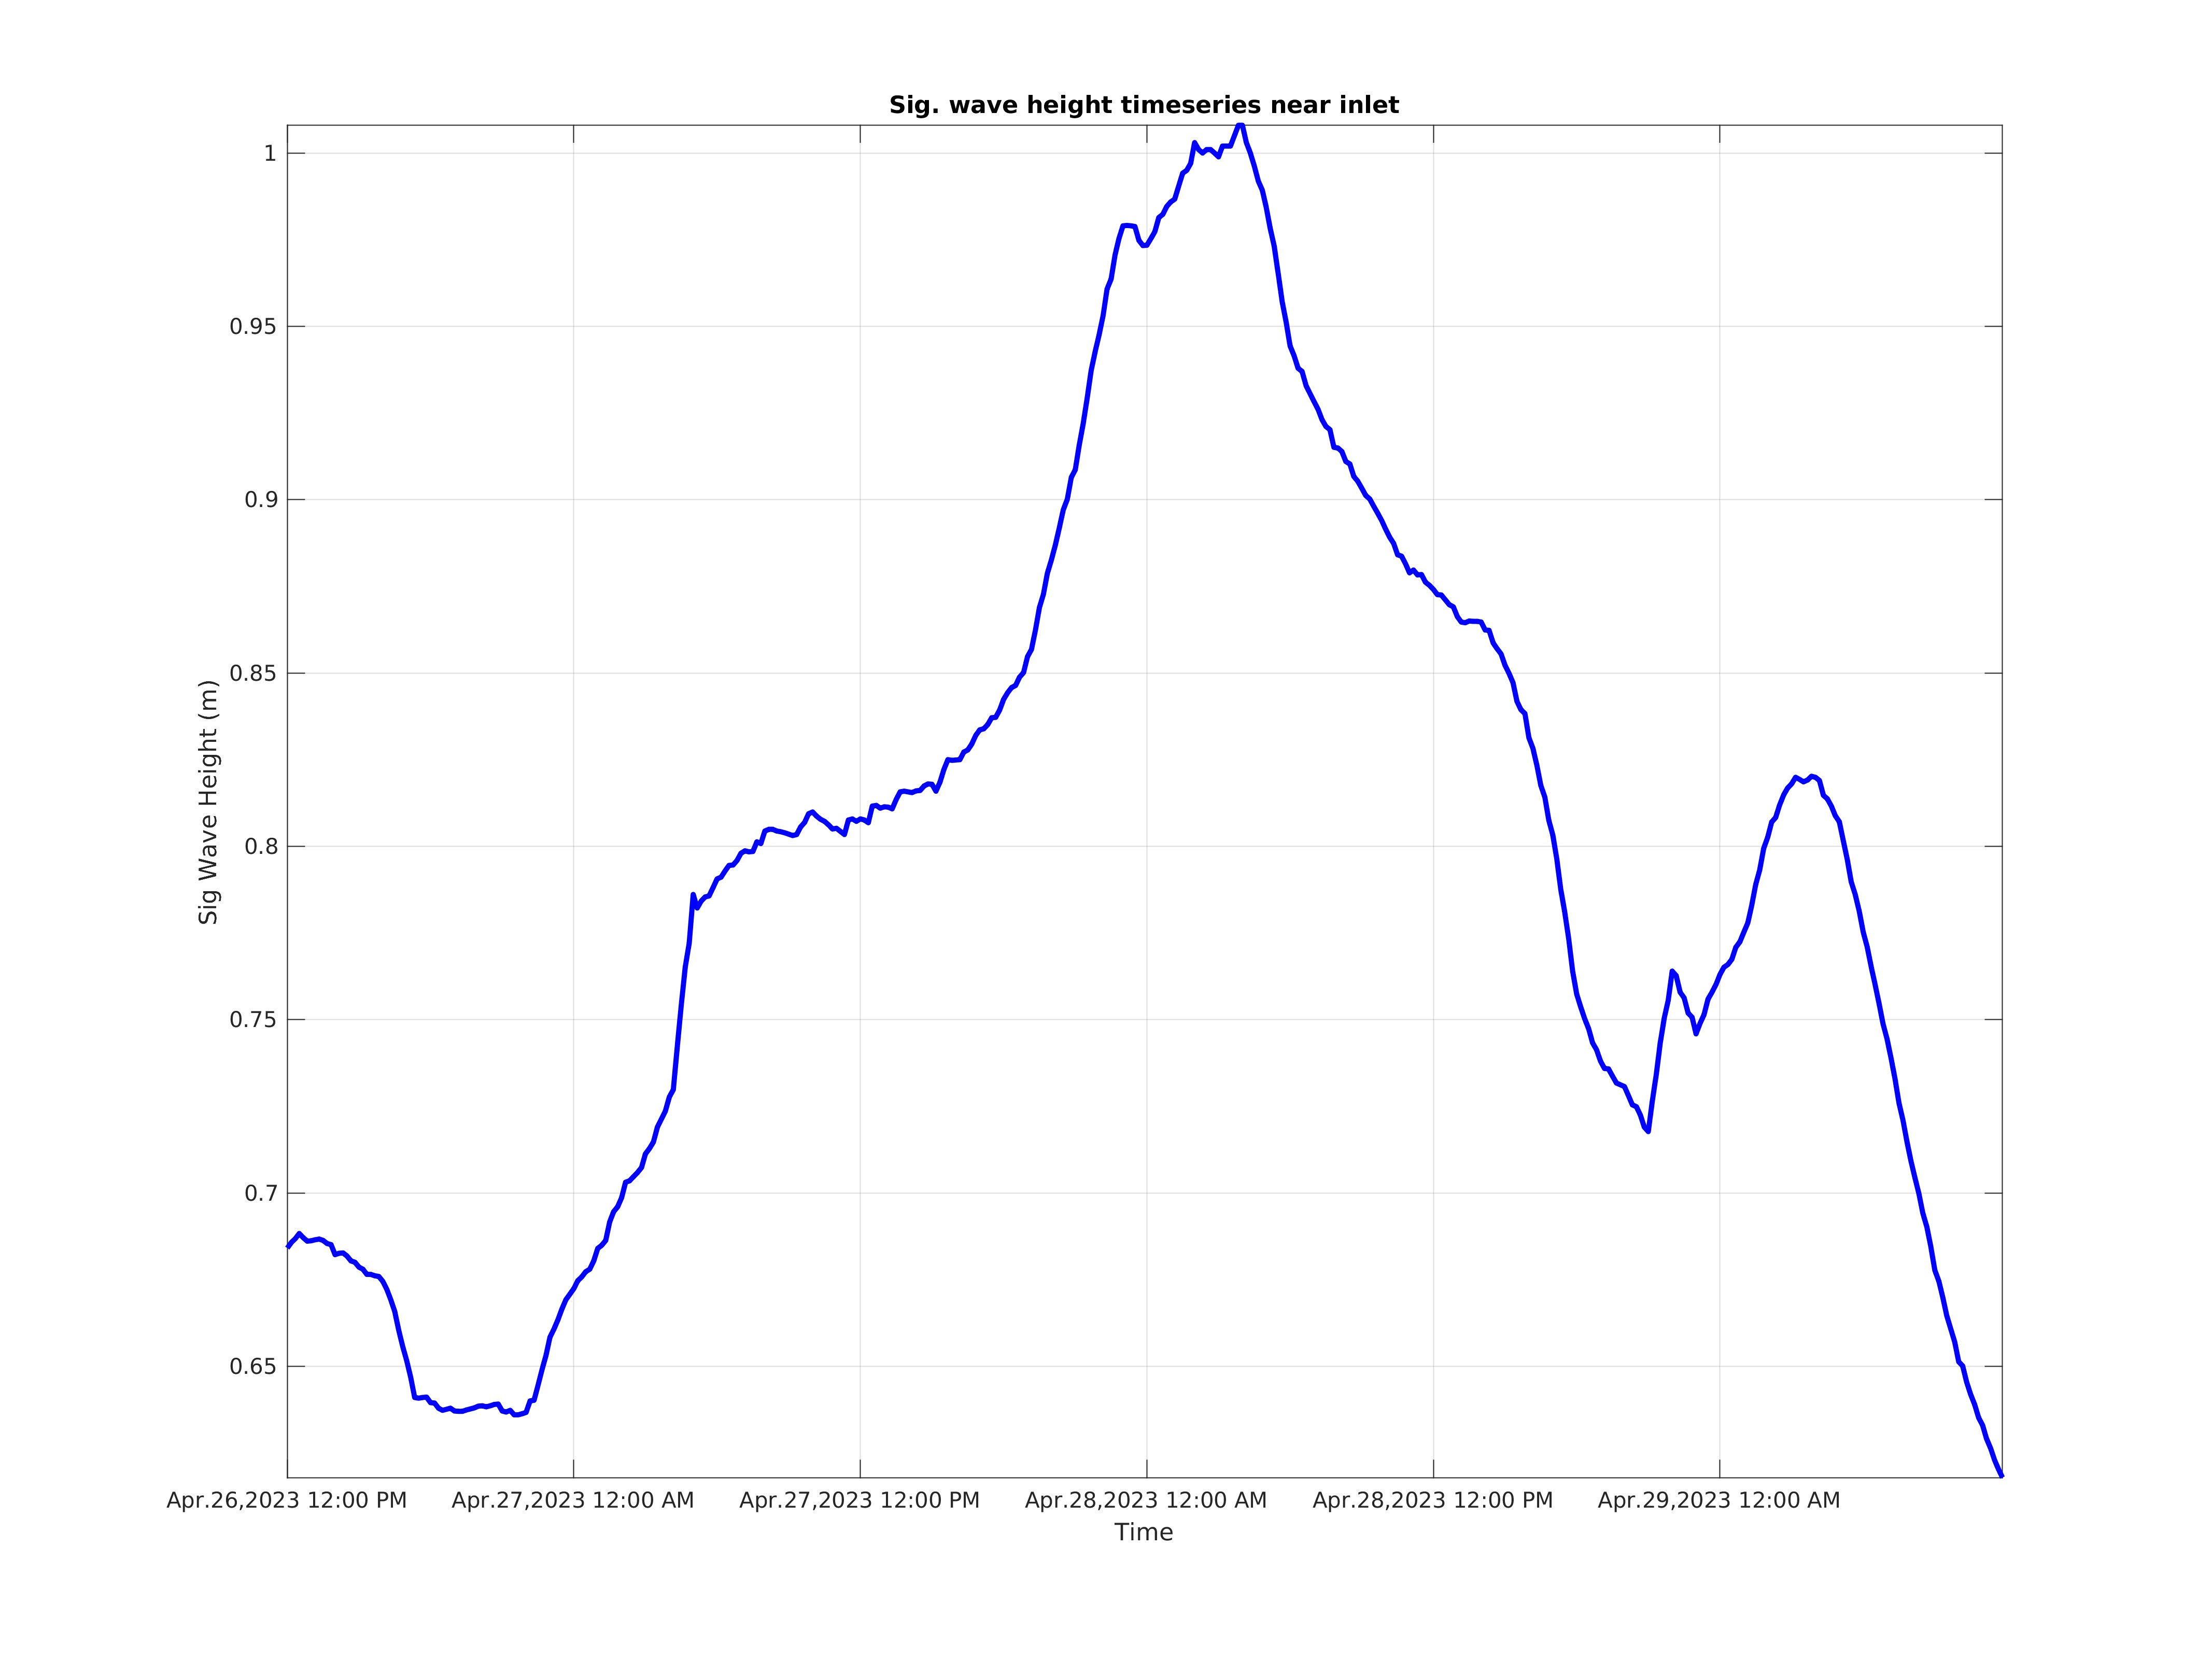 Sig. wave height timeseries near inlet
1
0.95
0.9
0.85
0.8
0.75
0.7
0.65
Sig Wave Height (m)
Apr.26,2023 12:00 PM Apr.27,2023 12:00 AM Apr.27,2023 12:00 PM Apr.28,2023 12:00 AM Apr.28,2023 12:00 PM Apr.29,2023 12:00 AM
Time